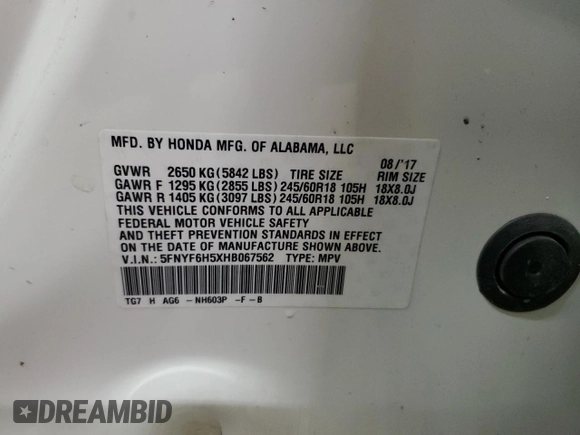 MFD. BY HONDA MFG. OF ALABAMA, LLC
08/'17
GVWR 2650 KG (5842 LBS) TIRE SIZE RIM SIZE
GAWR F 1295 KG (2855 LBS) 245/60R18 105H 18X8.0J
GAWR R 1405 KG (3097 LBS) 245/60R18 105H 18X8.0J
THIS VEHICLE CONFORMS TO ALL APPLICABLE
FEDERAL MOTOR VEHICLE SAFETY
AND THEFT PREVENTION STANDARDS IN EFFECT
ON THE DATE OF MANUFACTURE SHOWN ABOVE.
V.I.N.: 5FNYF6H5XHB067562 TYPE: MPV
TG7 H AG6 -NH603P -F-B
DREAMBID